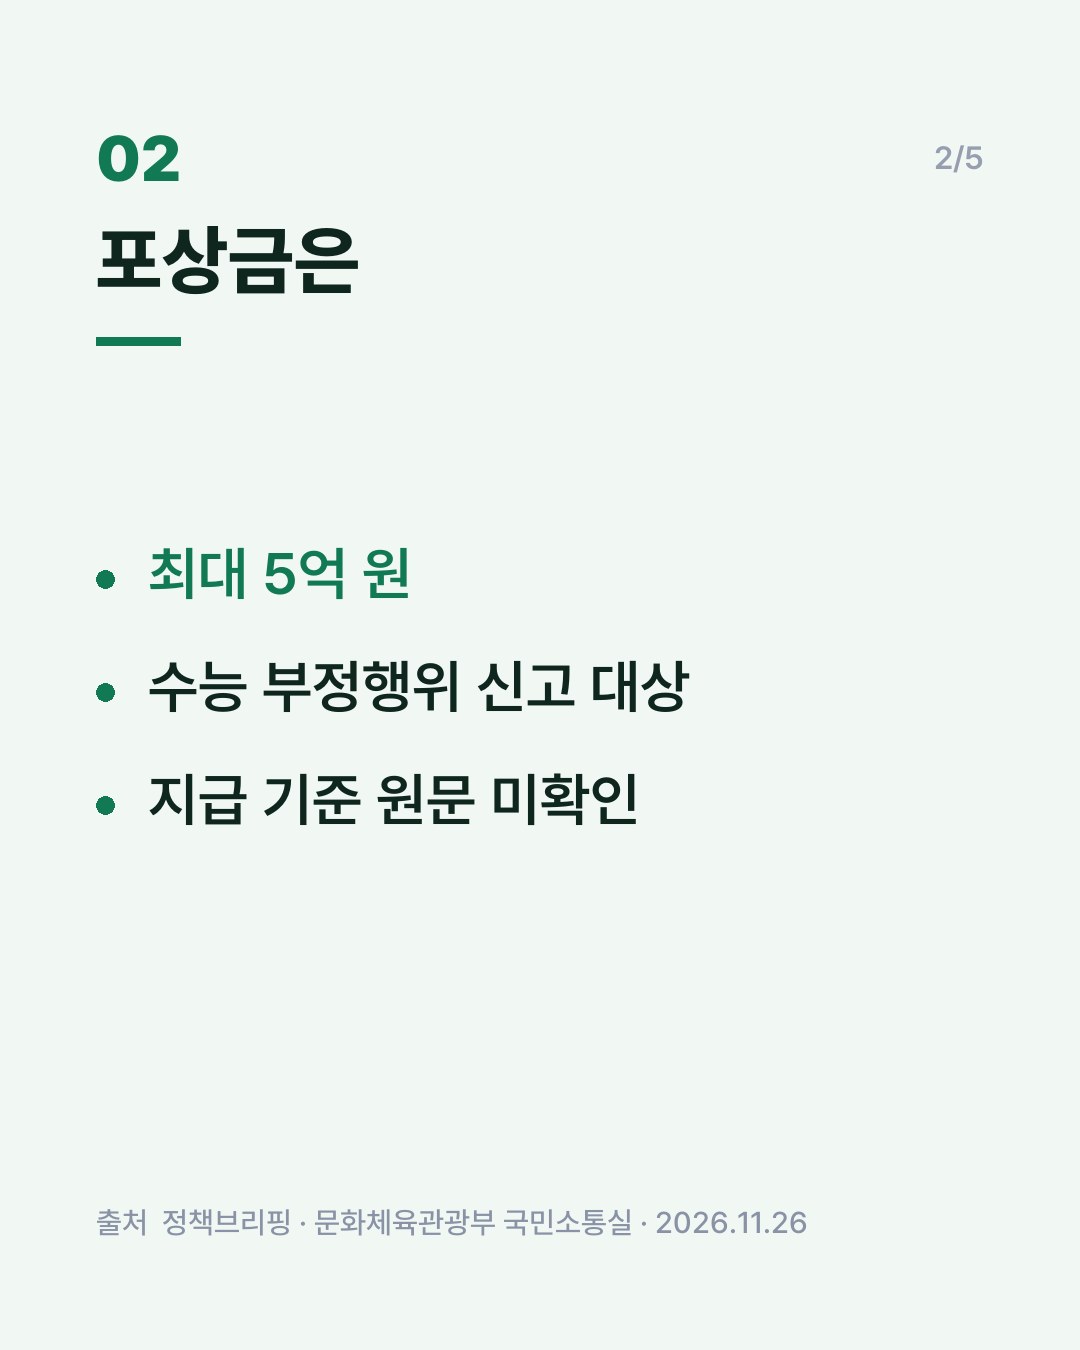 02
2/5
포상금은
최대 5억 원
수능 부정행위 신고 대상
지급 기준 원문 미확인
출처 정책브리핑 · 문화체육관광부 국민소통실 · 2026.11.26